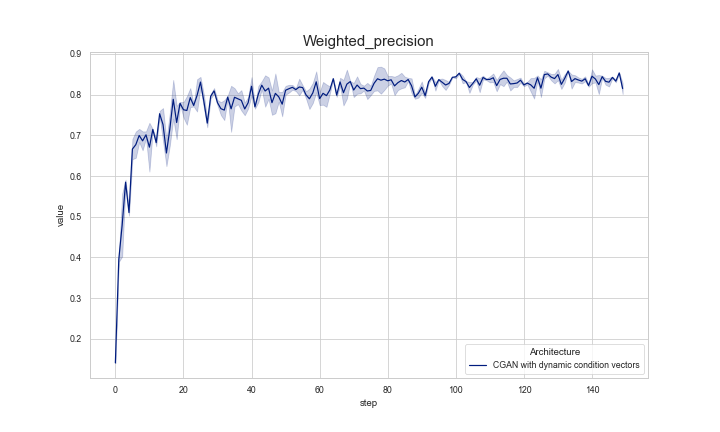 Weighted_precision
0.9
0.8
0.7
0.6
0.5
0.4
0.3
0.2
value
0 20 40 60 80 100 120 140
step
Architecture
CGAN with dynamic condition vectors